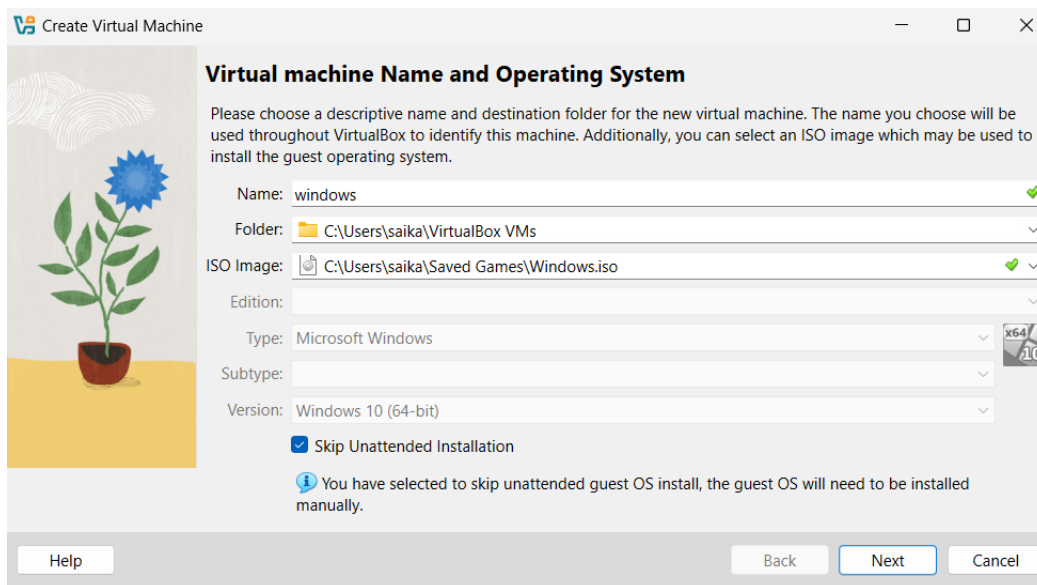 Create Virtual Machine
Virtual machine Name and Operating System
Please choose a descriptive name and destination folder for the new virtual machine. The name you choose will be
used throughout VirtualBox to identify this machine. Additionally, you can select an ISO image which may be used to
install the guest operating system.
Name: windows
Folder: C:\Users\saika\VirtualBox VMs
ISO Image: C:\Users\saika\Saved Games\Windows.iso
Edition:
Type: Microsoft Windows
x64
10
Subtype:
Version: Windows 10 (64-bit)
Skip Unattended Installation
You have selected to skip unattended guest OS install, the guest OS will need to be installed
manually.
Help Back Next Cancel